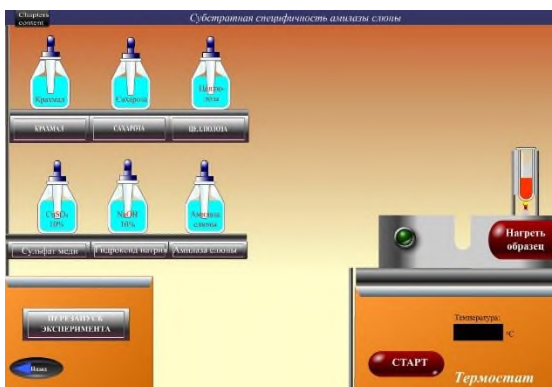 Chapters
content
Субстратная специфичность амилазы слюны
Крахмал
Сахароза
Целлю-
лоза
КРАХМАЛ
САХАРОЗА
ЦЕЛЛЮЛОЗА
CuSO₄
10%
NaOH
10%
Амилаза
слюны
Сульфат меди
Гидроксид натрия
Амилаза слюны
Нагреть
образец
ПЕРЕЗАПУСК
ЭКСПЕРИМЕНТА
Температура:
°C
Назад
СТАРТ
Термостат